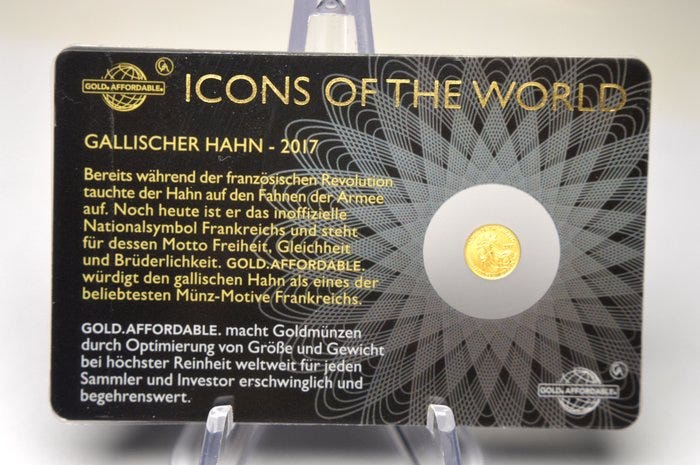 GOLD. AFFORDABLE.
GA
ICONS OF THE WORLD
GALLISCHER HAHN - 2017
Bereits während der französischen Revolution
tauchte der Hahn auf den Fahnen der Armee
auf. Noch heute ist er das inoffizielle
Nationalsymbol Frankreichs und steht
für dessen Motto Freiheit, Gleichheit
und Brüderlichkeit. GOLD.AFFORDABLE.
würdigt den gallischen Hahn als eines der
beliebtesten Münz-Motive Frankreichs.
GOLD.AFFORDABLE. macht Goldmünzen
durch Optimierung von Größe und Gewicht
bei höchster Reinheit weltweit für jeden
Sammler und Investor erschwinglich und
begehrenswert.
GOLD. AFFORDABLE.
GA